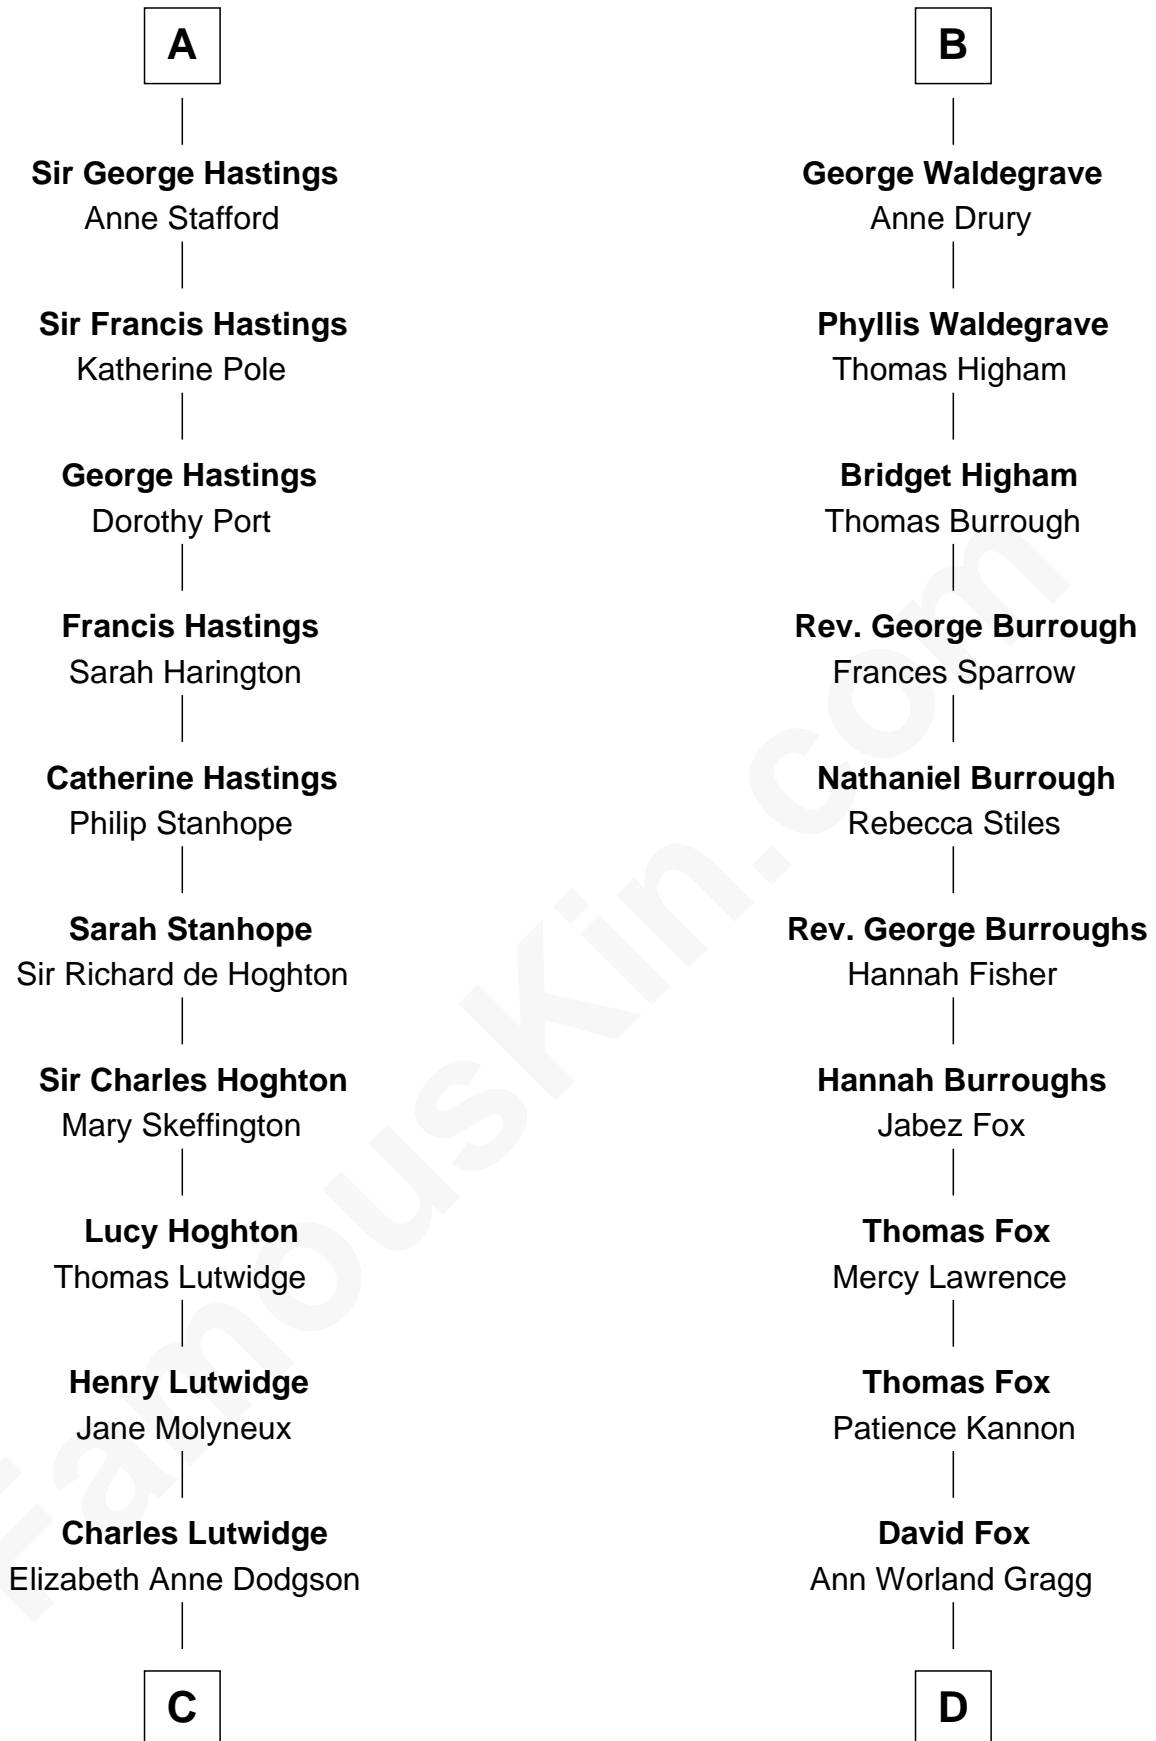 A
Sir George Hastings
Anne Stafford
Sir Francis Hastings
Katherine Pole
George Hastings
Dorothy Port
Francis Hastings
Sarah Harington
Catherine Hastings
Philip Stanhope
Sarah Stanhope
Sir Richard de Hoghton
Sir Charles Hoghton
Mary Skeffington
Lucy Hoghton
Thomas Lutwidge
Henry Lutwidge
Jane Molyneux
Charles Lutwidge
Elizabeth Anne Dodgson
C
B
George Waldegrave
Anne Drury
Phyllis Waldegrave
Thomas Higham
Bridget Higham
Thomas Burrough
Rev. George Burrough
Frances Sparrow
Nathaniel Burrough
Rebecca Stiles
Rev. George Burroughs
Hannah Fisher
Hannah Burroughs
Jabez Fox
Thomas Fox
Mercy Lawrence
Thomas Fox
Patience Kannon
David Fox
Ann Worland Gragg
D
FamousKin.com